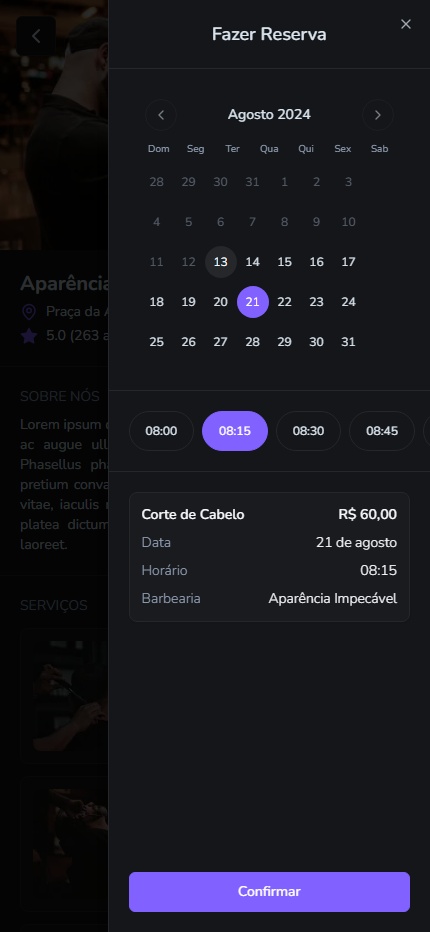 Fazer Reserva
Agosto 2024
Dom Seg Ter Qua Qui Sex Sab
28 29 30 31 1 2 3
4 5 6 7 8 9 10
11 12 13 14 15 16 17
18 19 20 21 22 23 24
25 26 27 28 29 30 31
08:00 08:15 08:30 08:45
Corte de Cabelo R$ 60,00
Data 21 de agosto
Horário 08:15
Barbearia Aparência Impecável
Confirmar
Aparência
Praça da
5.0 (263
SOBRE NÓS
Lorem ipsum
ac augue
Phasellus
pretium
vitae, iaculis
platea dictum
laoreet.
SERVIÇOS